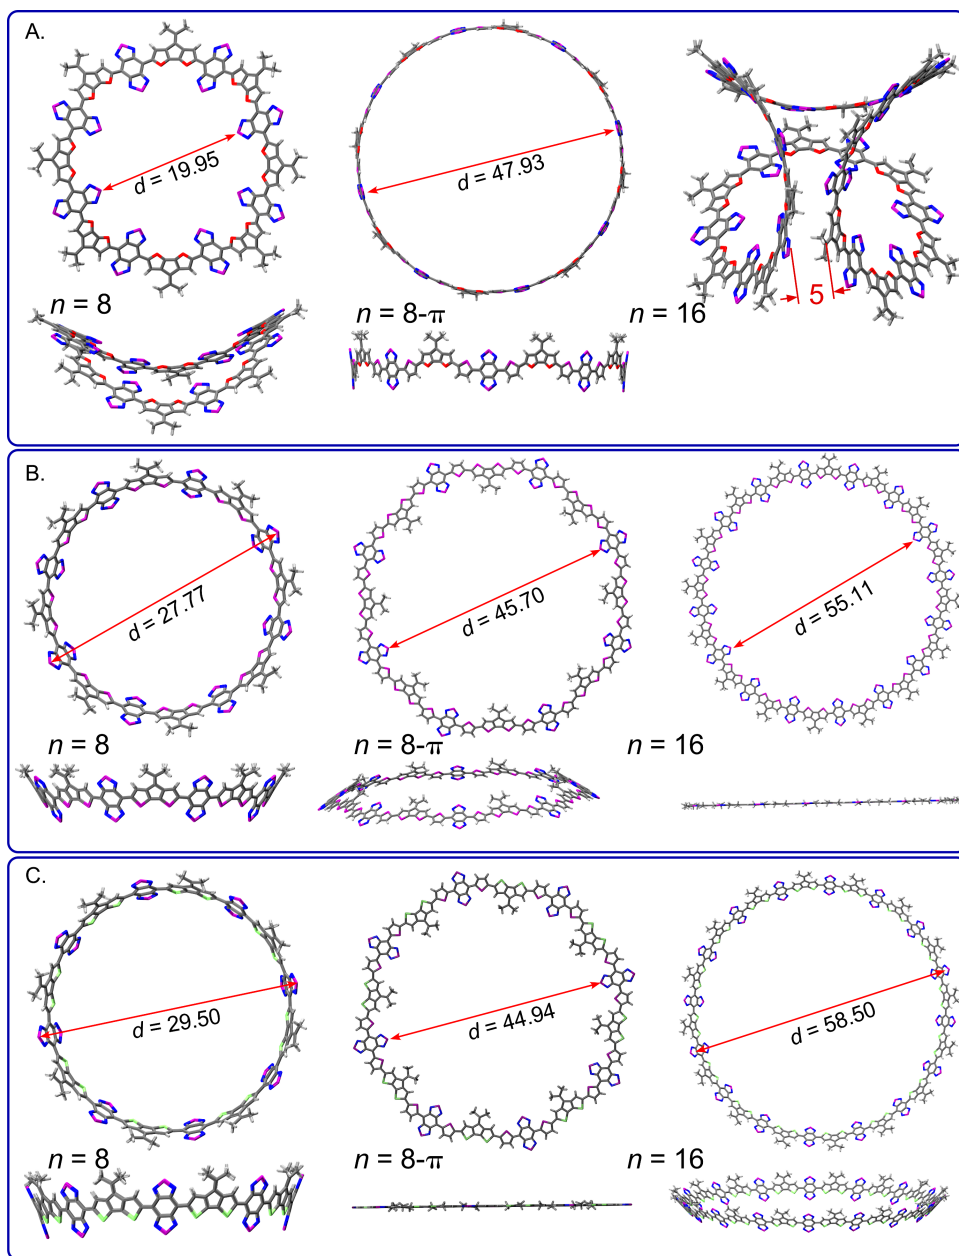 A.
d = 19.95
d = 47.93
5
n = 8
n = 8-π
n = 16
B.
d = 27.77
d = 45.70
d = 55.11
n = 8
n = 8-π
n = 16
C.
d = 29.50
d = 44.94
d = 58.50
n = 8
n = 8-π
n = 16